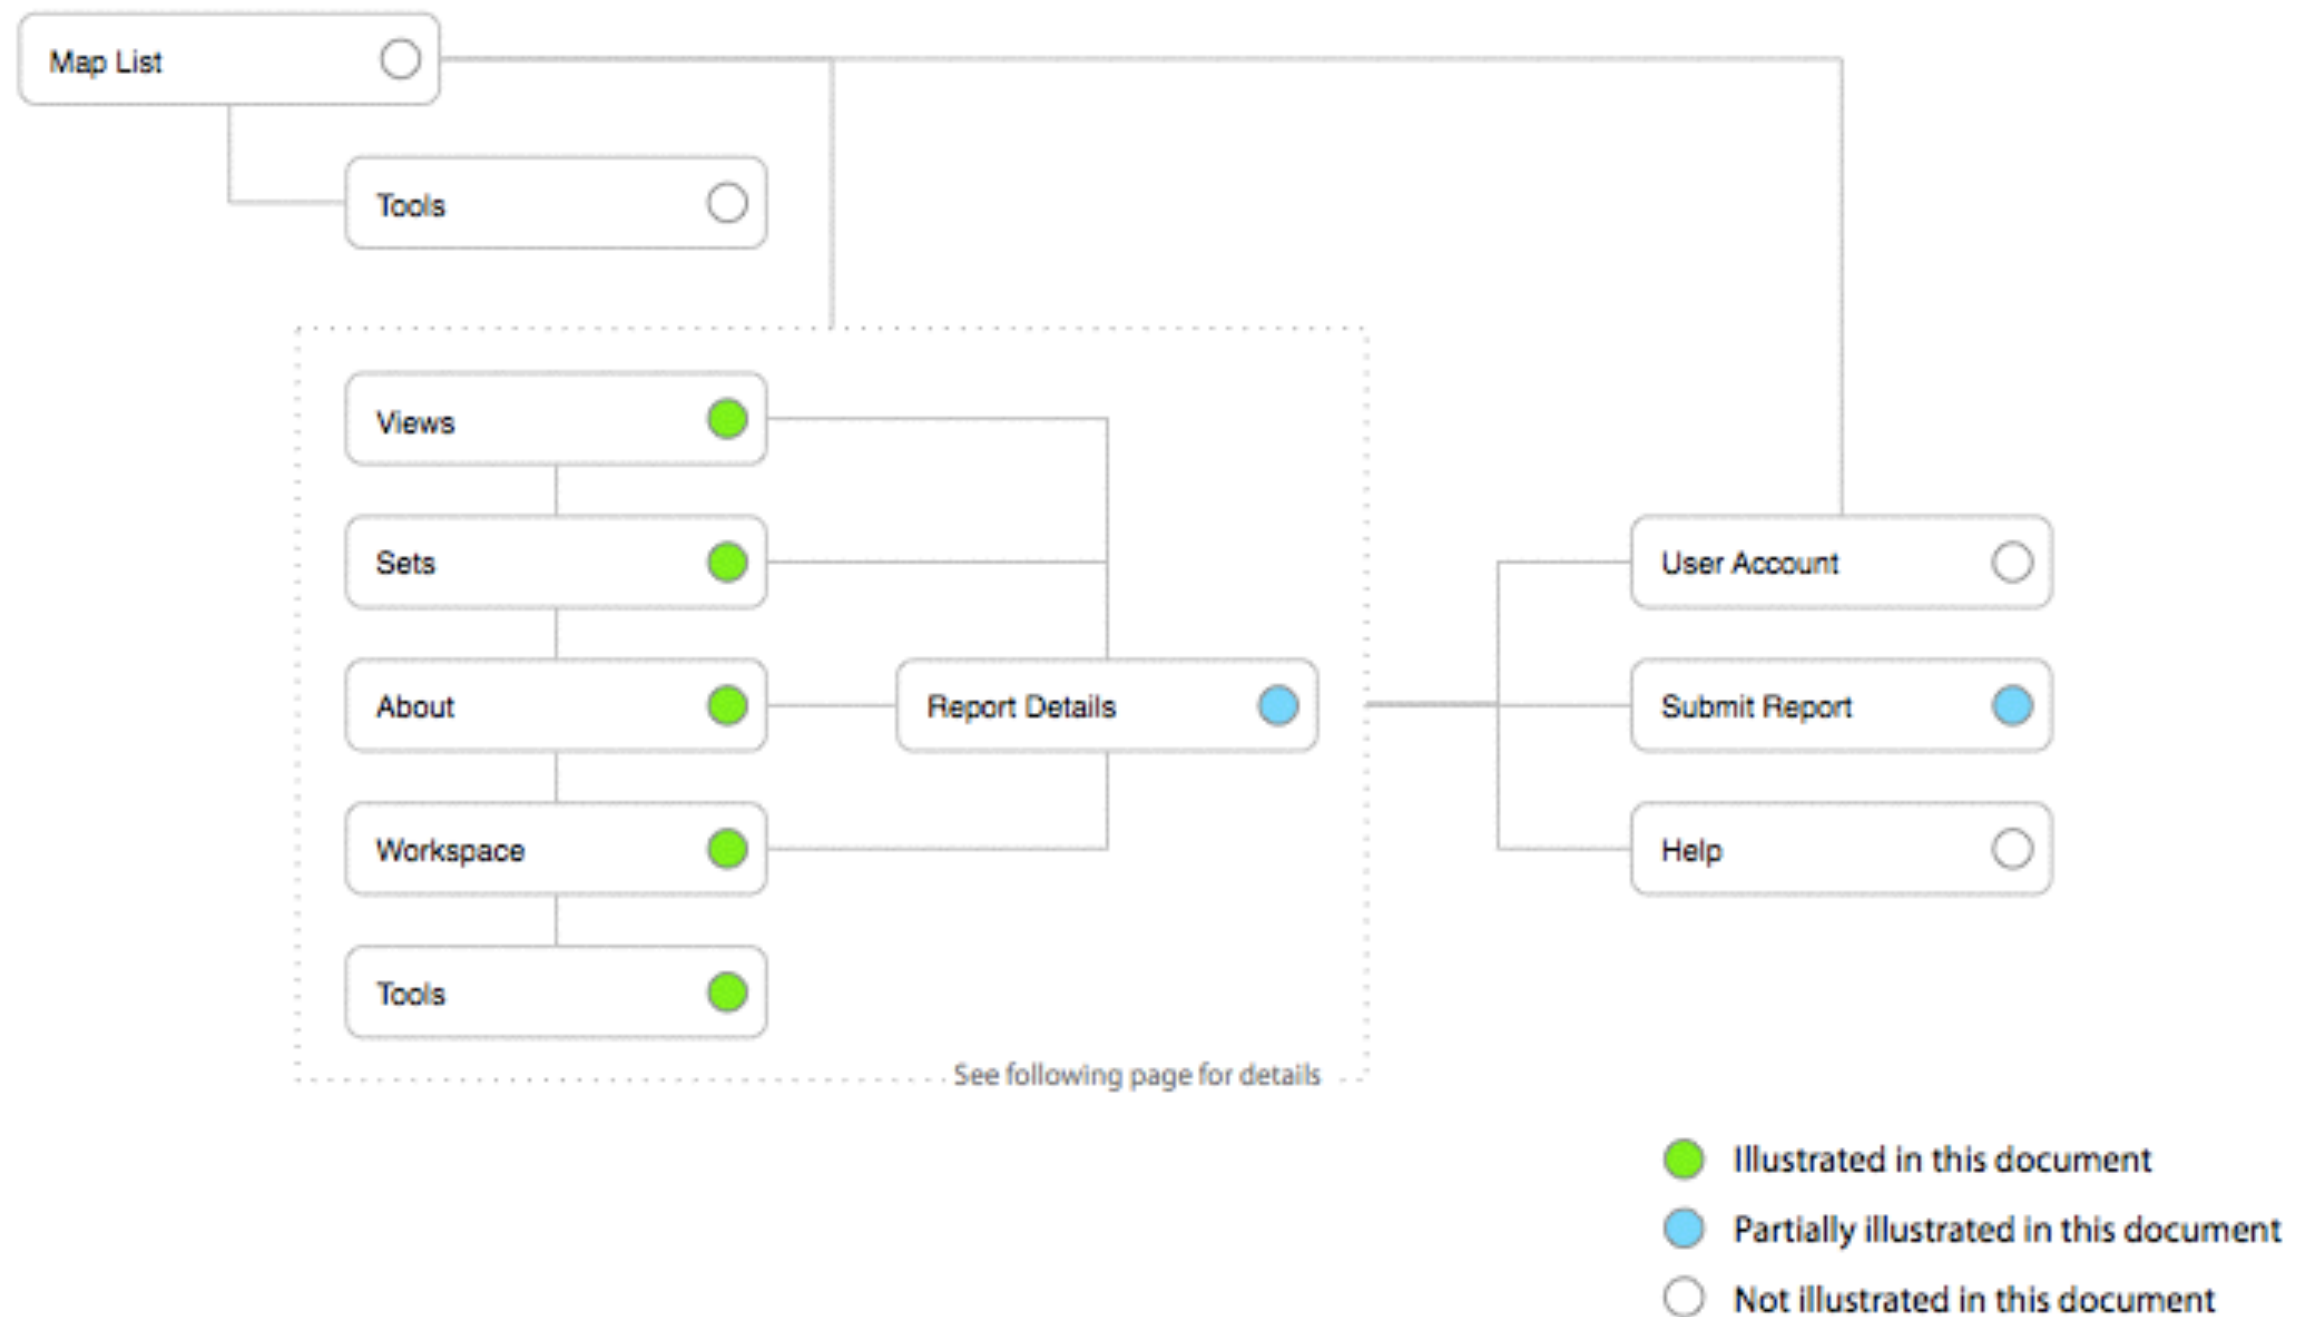 Map List
Tools
Views
Sets
About
Workspace
Tools
Report Details
See following page for details
User Account
Submit Report
Help
Illustrated in this document
Partially illustrated in this document
Not illustrated in this document